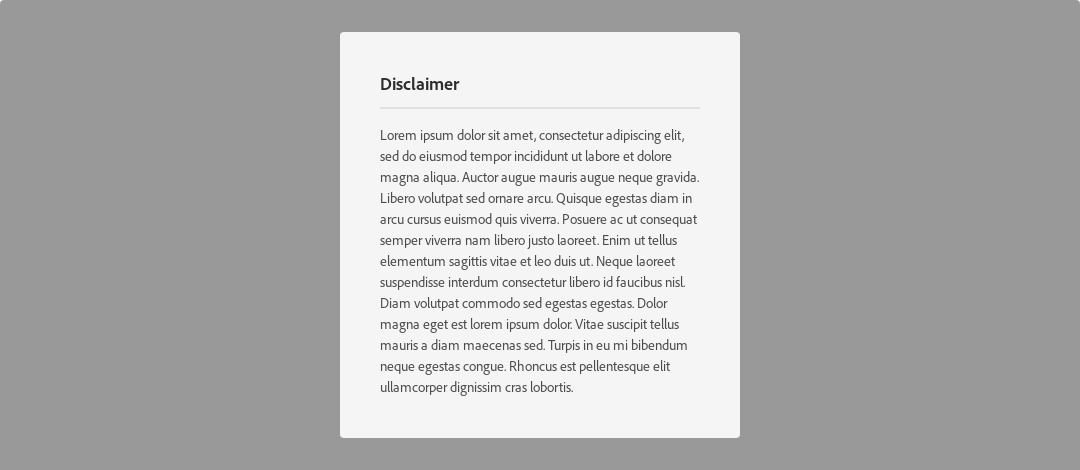 Disclaimer
Lorem ipsum dolor sit amet, consectetur adipiscing elit,
sed do eiusmod tempor incididunt ut labore et dolore
magna aliqua. Auctor augue mauris augue neque gravida.
Libero volutpat sed ornare arcu. Quisque egestas diam in
arcu cursus euismod quis viverra. Posuere ac ut consequat
semper viverra nam libero justo laoreet. Enim ut tellus
elementum sagittis vitae et leo duis ut. Neque laoreet
suspendisse interdum consectetur libero id faucibus nisl.
Diam volutpat commodo sed egestas egestas. Dolor
magna eget est lorem ipsum dolor. Vitae suscipit tellus
mauris a diam maecenas sed. Turpis in eu mi bibendum
neque egestas congue. Rhoncus est pellentesque elit
ullamcorper dignissim cras lobortis.